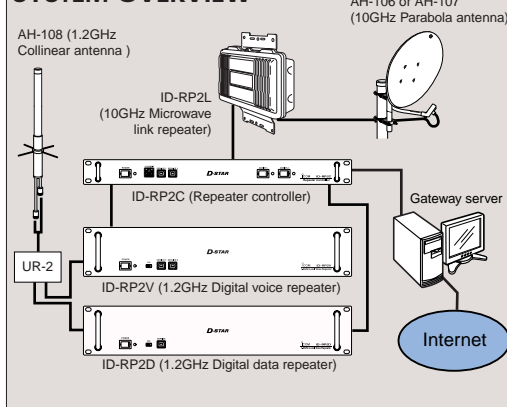 SYSTEM OVERVIEW
AH-106 or AH-107
(10GHz Parabola antenna)
AH-108 (1.2GHz
Collinear antenna )
ID-RP2L
(10GHz Microwave
link repeater)
D-STAR
ID-RP2C (Repeater controller)
Gateway server
D-STAR
UR-2
ID-RP2V (1.2GHz Digital voice repeater)
D-STAR
Internet
ID-RP2D (1.2GHz Digital data repeater)